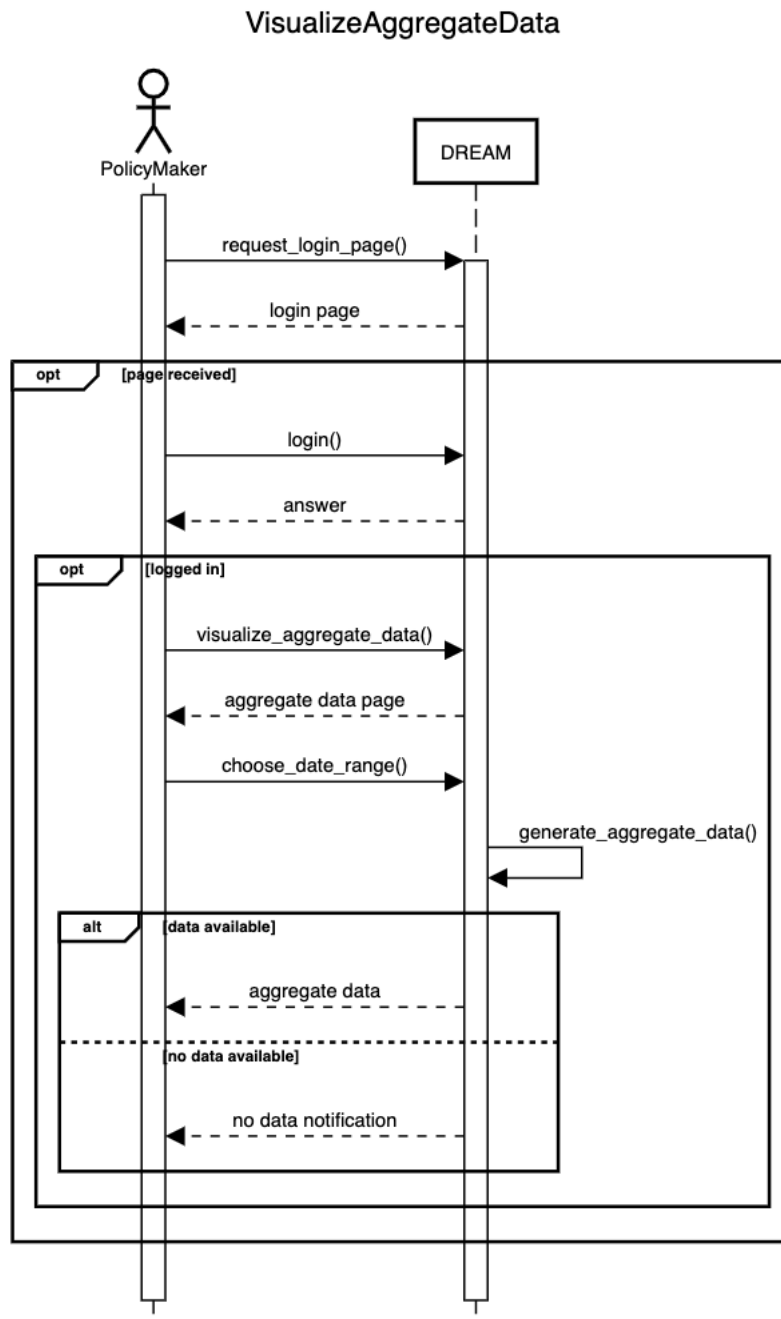 VisualizeAggregateData
PolicyMaker
DREAM
request_login_page()
login page
opt
[page received]
login()
answer
opt
[logged in]
visualize_aggregate_data()
aggregate data page
choose_date_range()
generate_aggregate_data()
alt
[data available]
aggregate data
[no data available]
no data notification